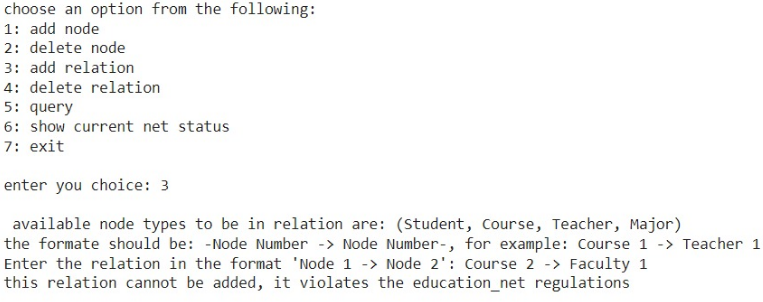 choose an option from the following:
1: add node
2: delete node
3: add relation
4: delete relation
5: query
6: show current net status
7: exit
enter you choice: 3
available node types to be in relation are: (Student, Course, Teacher, Major)
the formate should be: -Node Number -> Node Number-, for example: Course 1 -> Teacher 1
Enter the relation in the format 'Node 1 -> Node 2': Course 2 -> Faculty 1
this relation cannot be added, it violates the education_net regulations